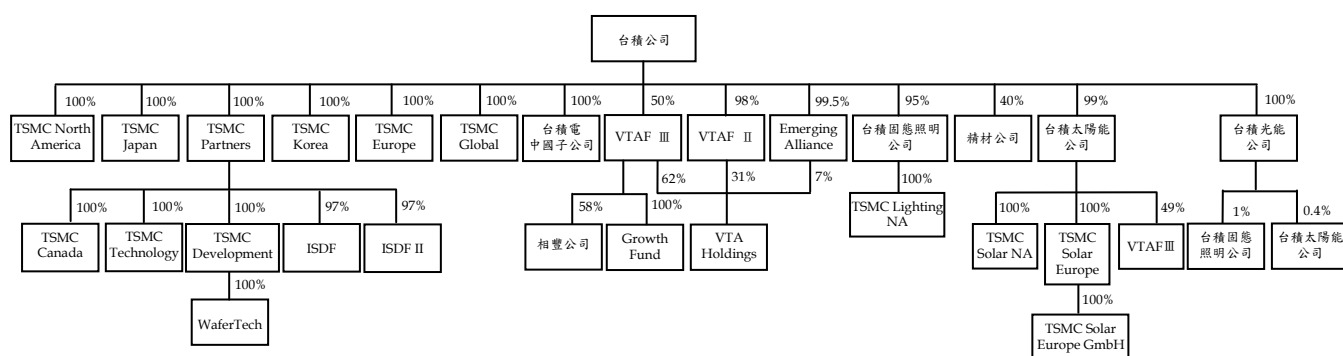 台積公司
100%
100%
100%
100%
100%
100%
100%
50%
98%
99.5%
95%
40%
99%
100%
TSMC North
America
TSMC
Japan
TSMC
Partners
TSMC
Korea
TSMC
Europe
TSMC
Global
台積電
中國子公司
VTAF Ⅲ
VTAF Ⅱ
Emerging
Alliance
台積固態照明
公司
精材公司
台積太陽能
公司
台積光能
公司
62%
31%
7%
100%
100%
100%
100%
97%
97%
58%
100%
100%
100%
49%
1%
0.4%
TSMC
Canada
TSMC
Technology
TSMC
Development
ISDF
ISDF II
相豐公司
Growth
Fund
VTA
Holdings
TSMC Lighting
NA
TSMC
Solar NA
TSMC
Solar
Europe
VTAFⅢ
台積固態
照明公司
台積太陽能
公司
100%
WaferTech
100%
TSMC Solar
Europe GmbH